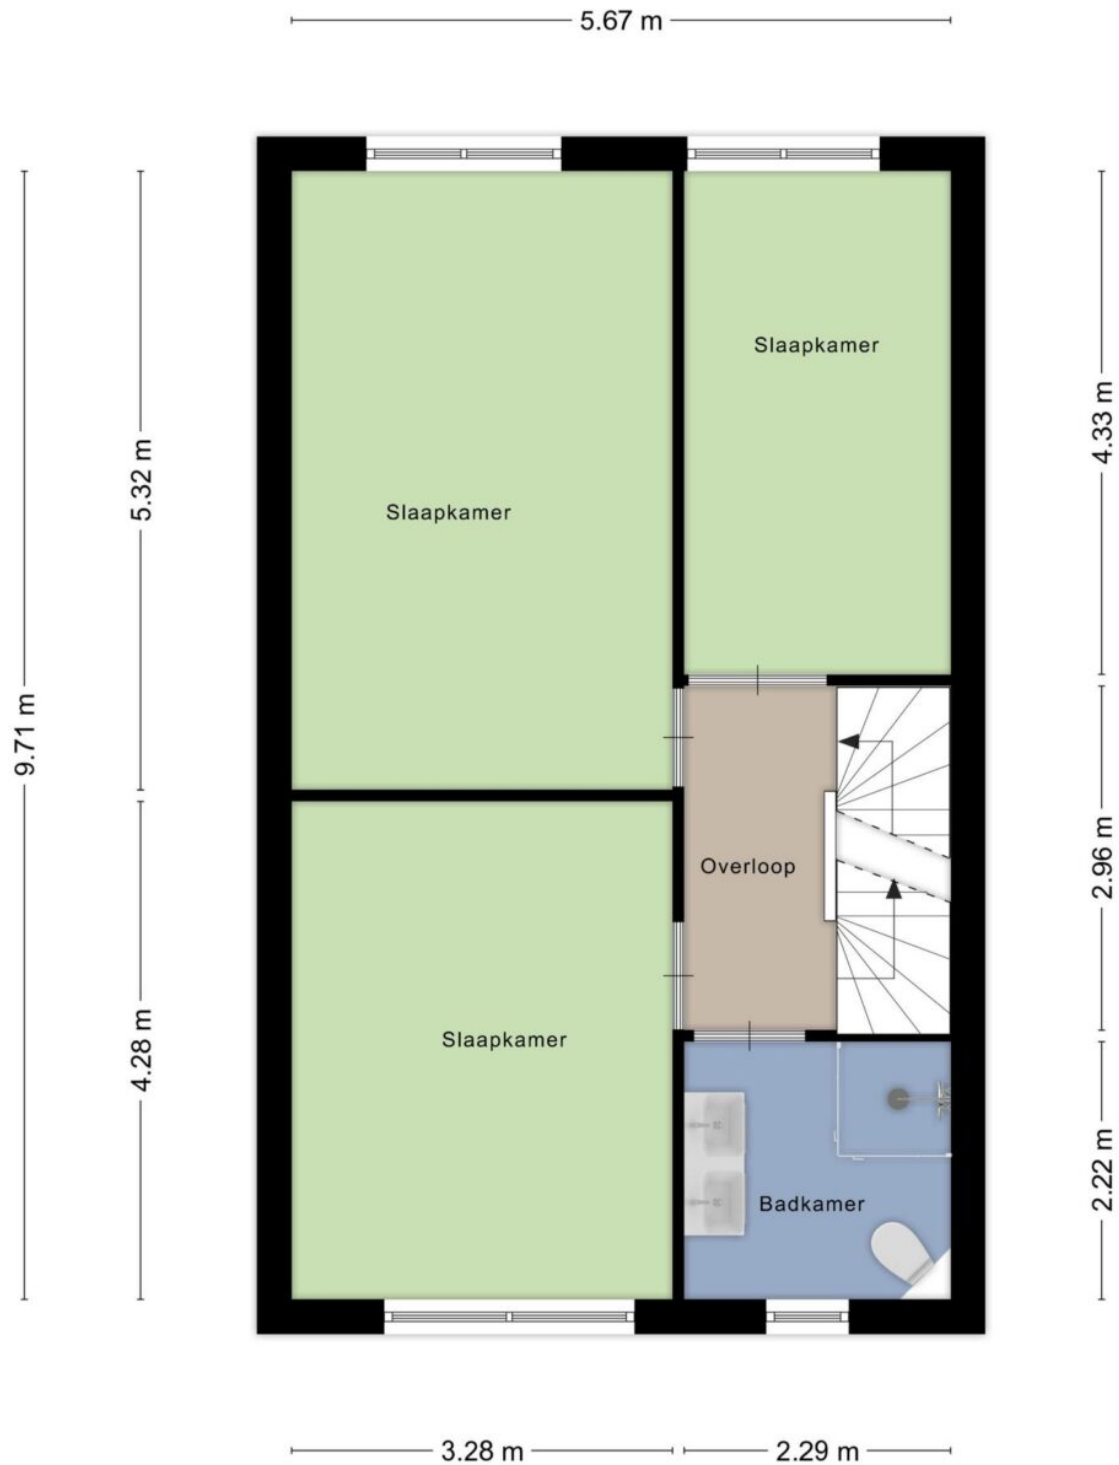 5.67 m
Slaapkamer
4.33 m
5.32 m
Slaapkamer
9.71 m
Overloop
2.96 m
Slaapkamer
4.28 m
2.22 m
Badkamer
3.28 m
2.29 m